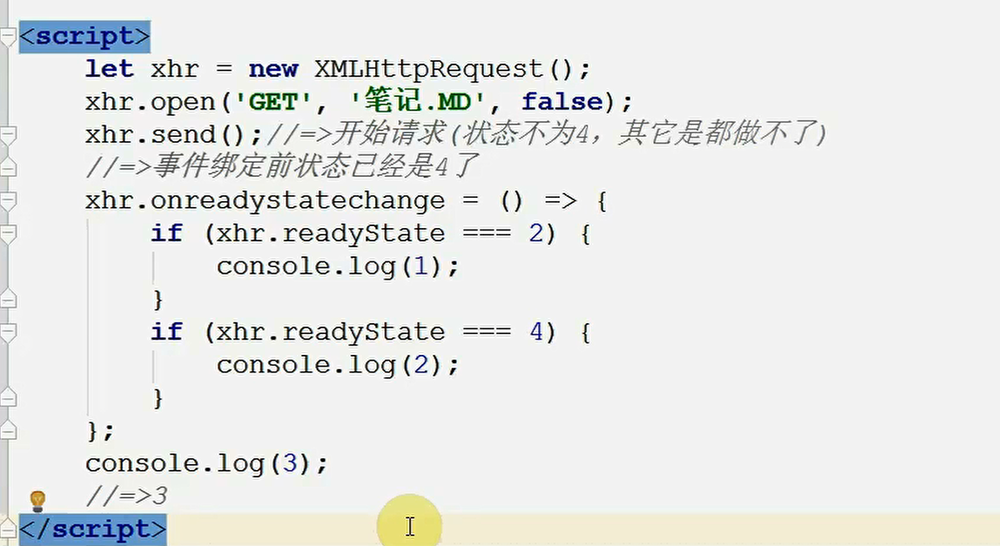 <script>
let xhr = new XMLHttpRequest();
xhr.open('GET', '笔记.MD', false);
xhr.send();//=>开始请求(状态不为4，其它是都做不了)
//=>事件绑定前状态已经是4了
xhr.onreadystatechange = () => {
if (xhr.readyState === 2) {
console.log(1);
}
if (xhr.readyState === 4) {
console.log(2);
}
};
console.log(3);
//=>3
</script>